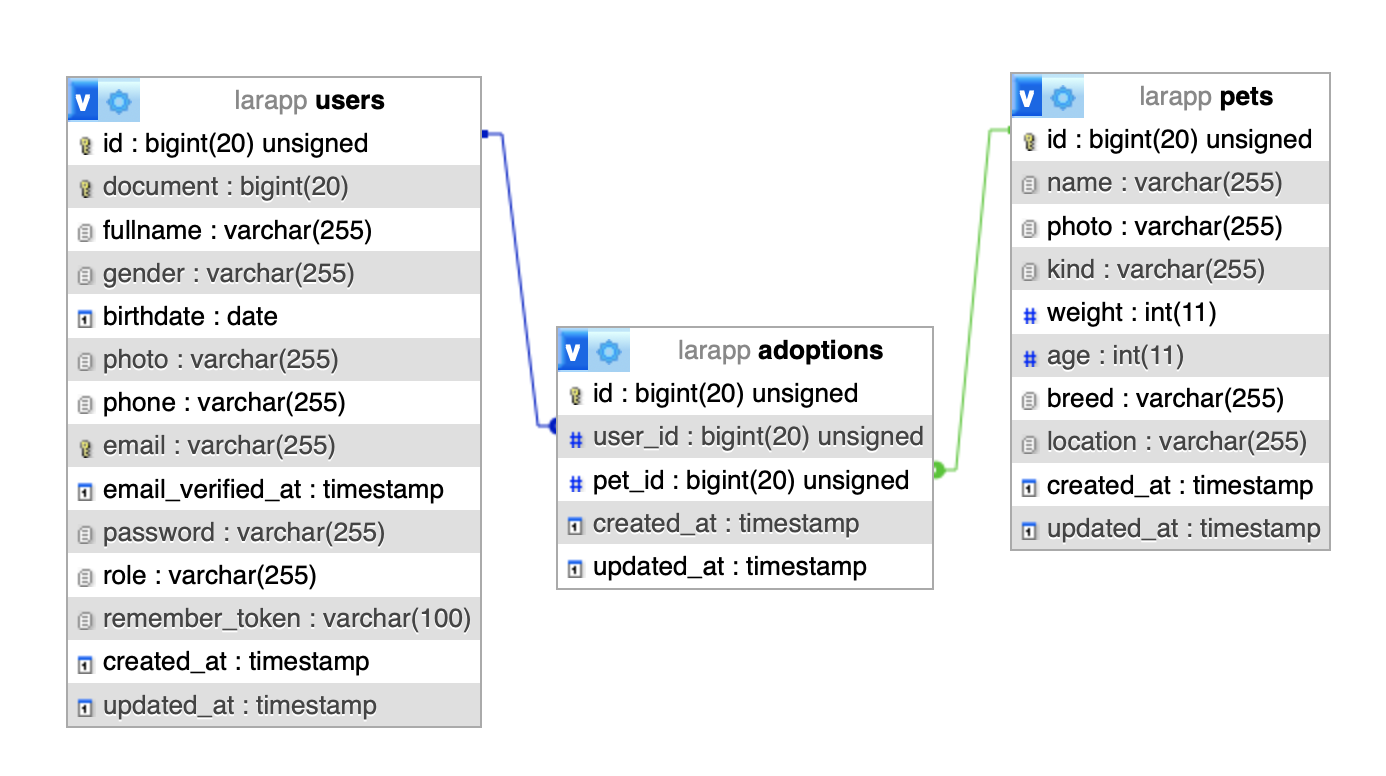 v larapp users
id : bigint(20) unsigned
document : bigint(20)
fullname : varchar(255)
gender : varchar(255)
birthdate : date
photo : varchar(255)
phone : varchar(255)
email : varchar(255)
email_verified_at : timestamp
password : varchar(255)
role : varchar(255)
remember_token : varchar(100)
created_at : timestamp
updated_at : timestamp
v larapp adoptions
id : bigint(20) unsigned
# user_id : bigint(20) unsigned
# pet_id : bigint(20) unsigned
created_at : timestamp
updated_at : timestamp
v larapp pets
id : bigint(20) unsigned
name : varchar(255)
photo : varchar(255)
kind : varchar(255)
# weight : int(11)
# age : int(11)
breed : varchar(255)
location : varchar(255)
created_at : timestamp
updated_at : timestamp